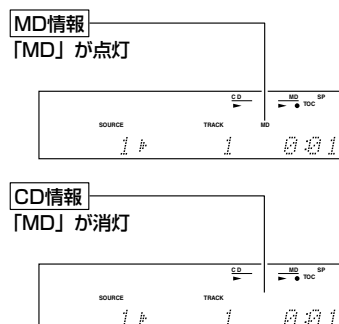 MD情報
「MD」が点灯
CD MD SP
TOC
SOURCE TRACK MD
1 1 0:01
CD情報
「MD」が消灯
CD MD SP
TOC
SOURCE TRACK
1 1 0:01